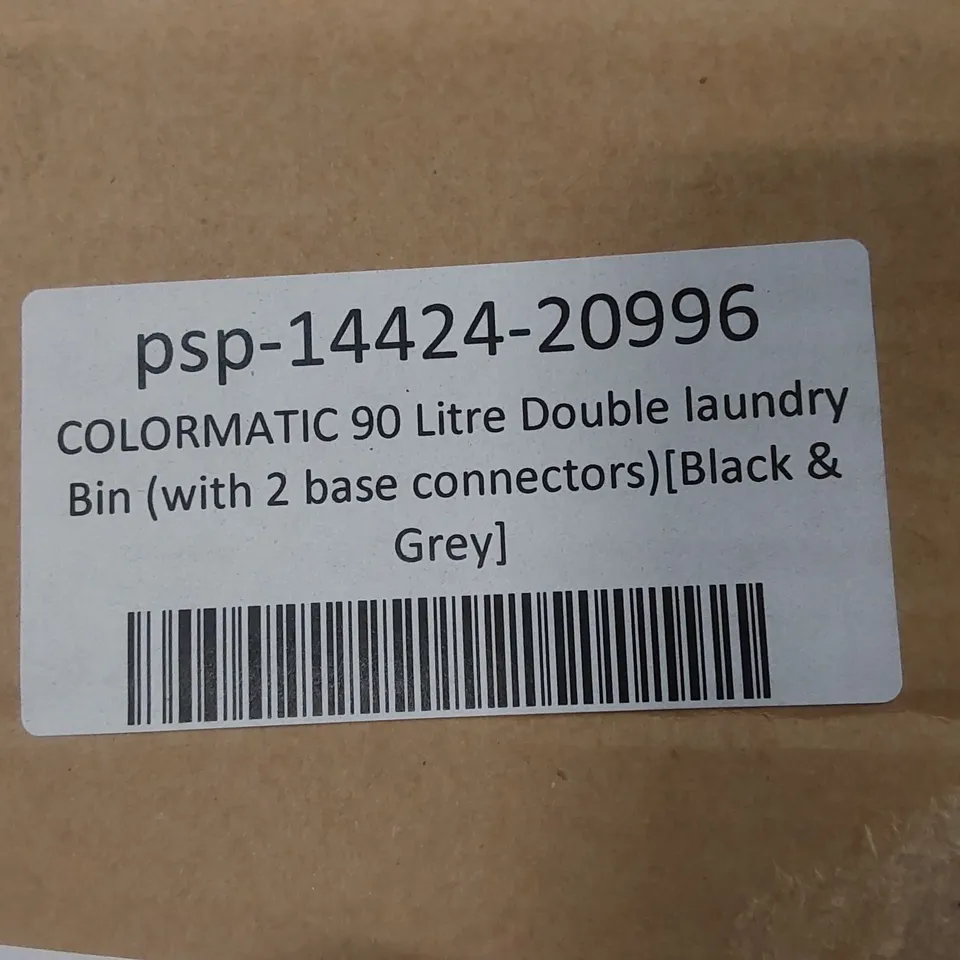 psp-14424-20996
COLORMATIC 90 Litre Double laundry
Bin (with 2 base connectors)[Black &
Grey]